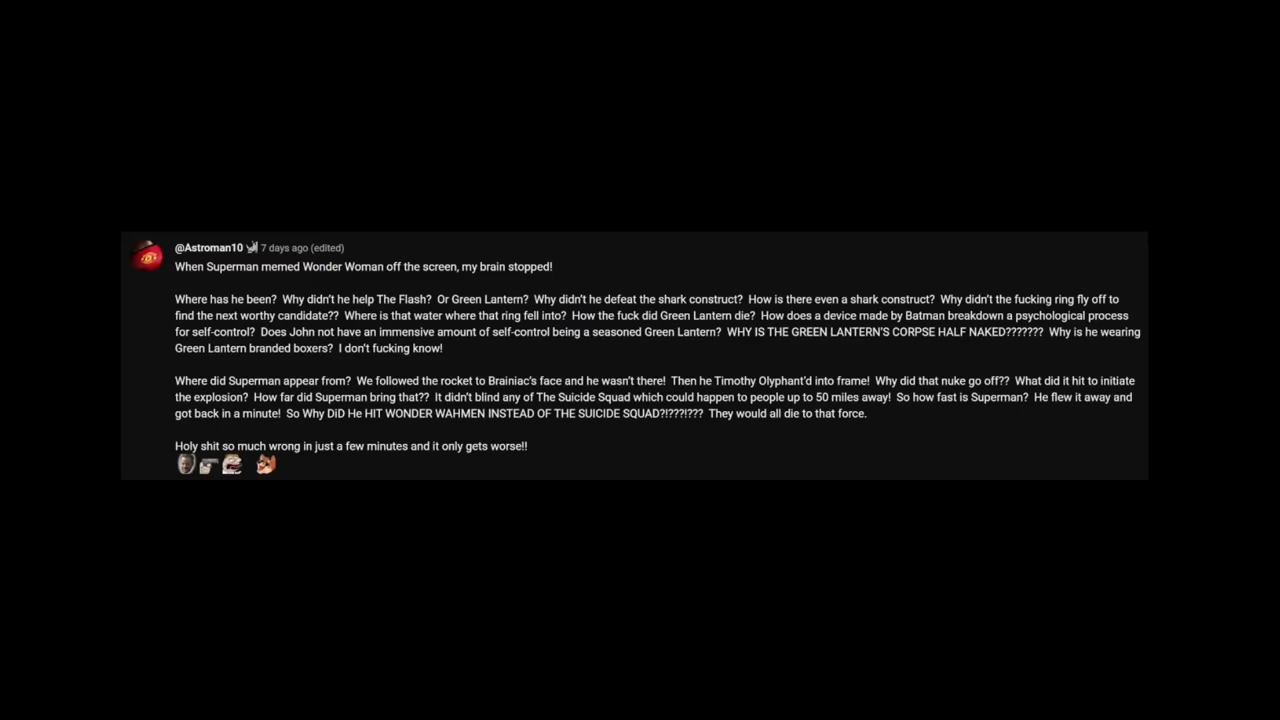 @Astroman10 7 days ago (edited)
When Superman memed Wonder Woman off the screen, my brain stopped!
Where has he been? Why didn't he help The Flash? Or Green Lantern? Why didn't he defeat the shark construct? How is there even a shark construct? Why didn't the fucking ring fly off to
find the next worthy candidate?? Where is that water where that ring fell into? How the fuck did Green Lantern die? How does a device made by Batman breakdown a psychological process
for self-control? Does John not have an immensive amount of self-control being a seasoned Green Lantern? WHY IS THE GREEN LANTERN'S CORPSE HALF NAKED??????? Why is he wearing
Green Lantern branded boxers? I don't fucking know!
Where did Superman appear from? We followed the rocket to Brainiac's face and he wasn't there! Then he Timothy Olyphant'd into frame! Why did that nuke go off?? What did it hit to initiate
the explosion? How far did Superman bring that?? It didn't blind any of The Suicide Squad which could happen to people up to 50 miles away! So how fast is Superman? He flew it away and
got back in a minute! So Why DiD He HIT WONDER WAHMEN INSTEAD OF THE SUICIDE SQUAD?!???!??? They would all die to that force.
Holy shit so much wrong in just a few minutes and it only gets worse!!